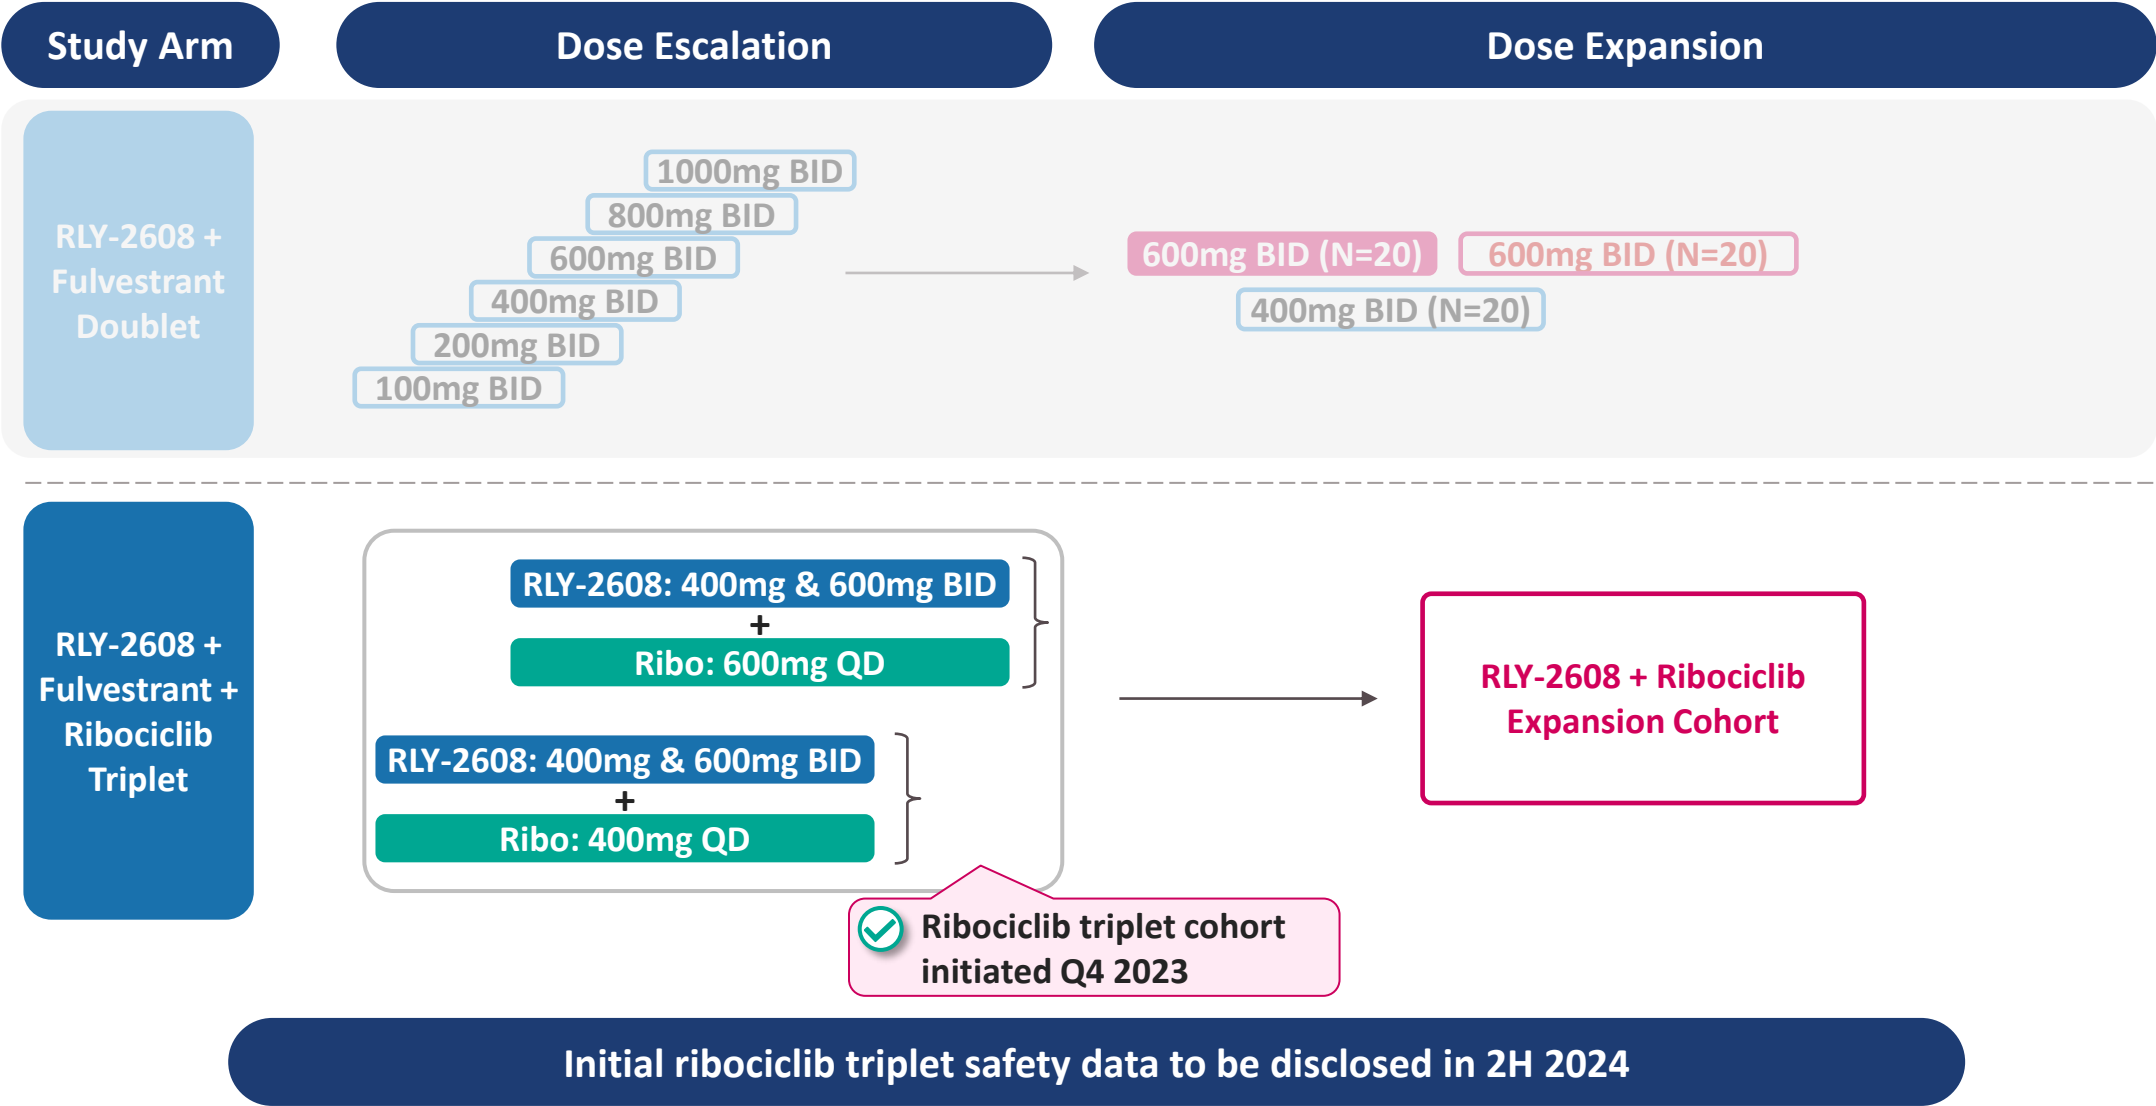 Study Arm
Dose Escalation
Dose Expansion
RLY-2608 +
Fulvestrant
Doublet
1000mg BID
800mg BID
600mg BID
400mg BID
200mg BID
100mg BID
600mg BID (N=20)
600mg BID (N=20)
400mg BID (N=20)
RLY-2608 +
Fulvestrant +
Ribociclib
Triplet
RLY-2608: 400mg & 600mg BID
+
Ribo: 600mg QD
RLY-2608: 400mg & 600mg BID
+
Ribo: 400mg QD
RLY-2608 + Ribociclib
Expansion Cohort
Ribociclib triplet cohort
initiated Q4 2023
Initial ribociclib triplet safety data to be disclosed in 2H 2024